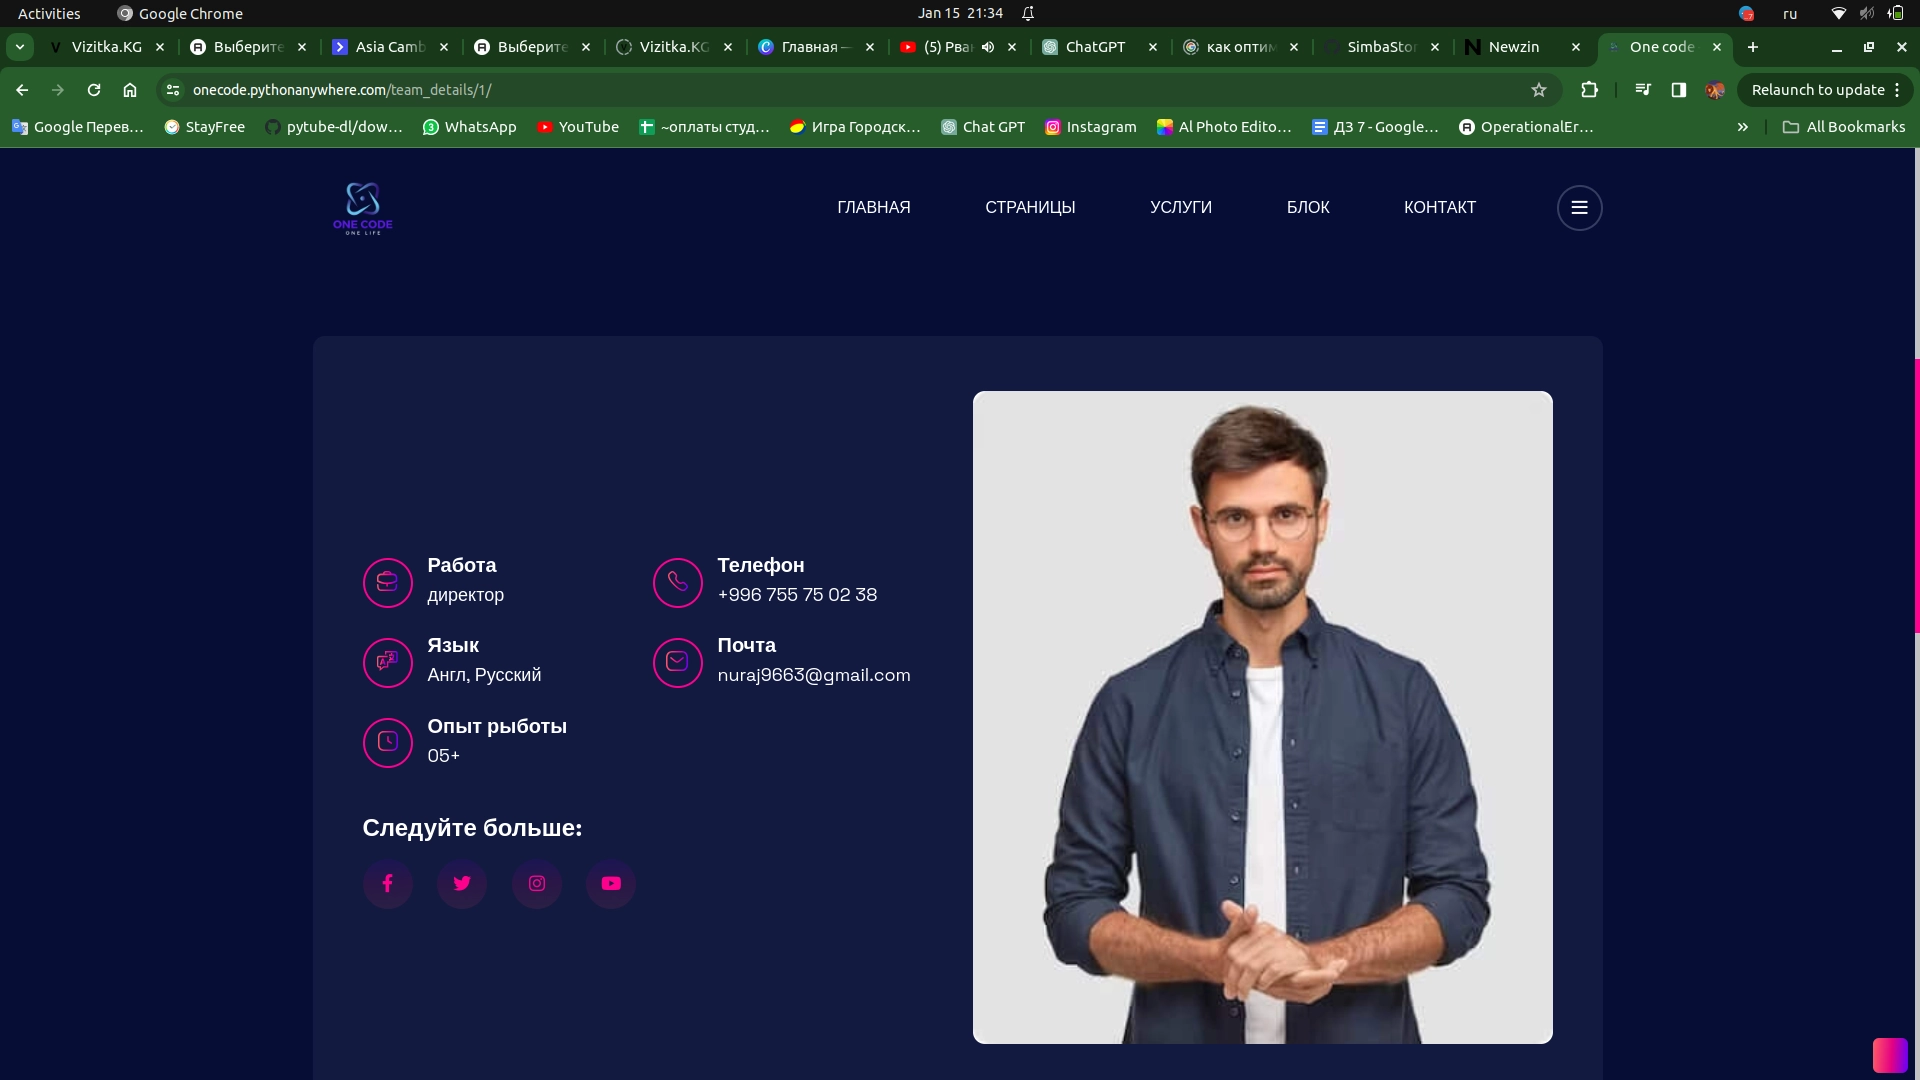 Activities
Google Chrome
Jan 15 21:34
ru
Vizitka.KG
Выберите
Asia Camb
Выберите
Vizitka.KG
Главная —
(5) Рван
ChatGPT
как оптим
SimbaStor
Newzin
One code
onecode.pythonanywhere.com/team_details/1/
Relaunch to update
Google Перев...
StayFree
pytube-dl/dow...
WhatsApp
YouTube
~оплаты студ...
Игра Городск...
Chat GPT
Instagram
AI Photo Edito...
ДЗ 7 - Google...
OperationalEr...
All Bookmarks
ONE CODE
ONE LIFE
ГЛАВНАЯ
СТРАНИЦЫ
УСЛУГИ
БЛОК
КОНТАКТ
Работа
директор
Телефон
+996 755 75 02 38
Язык
Англ, Русский
Почта
nuraj9663@gmail.com
Опыт рыботы
05+
Следуйте больше: